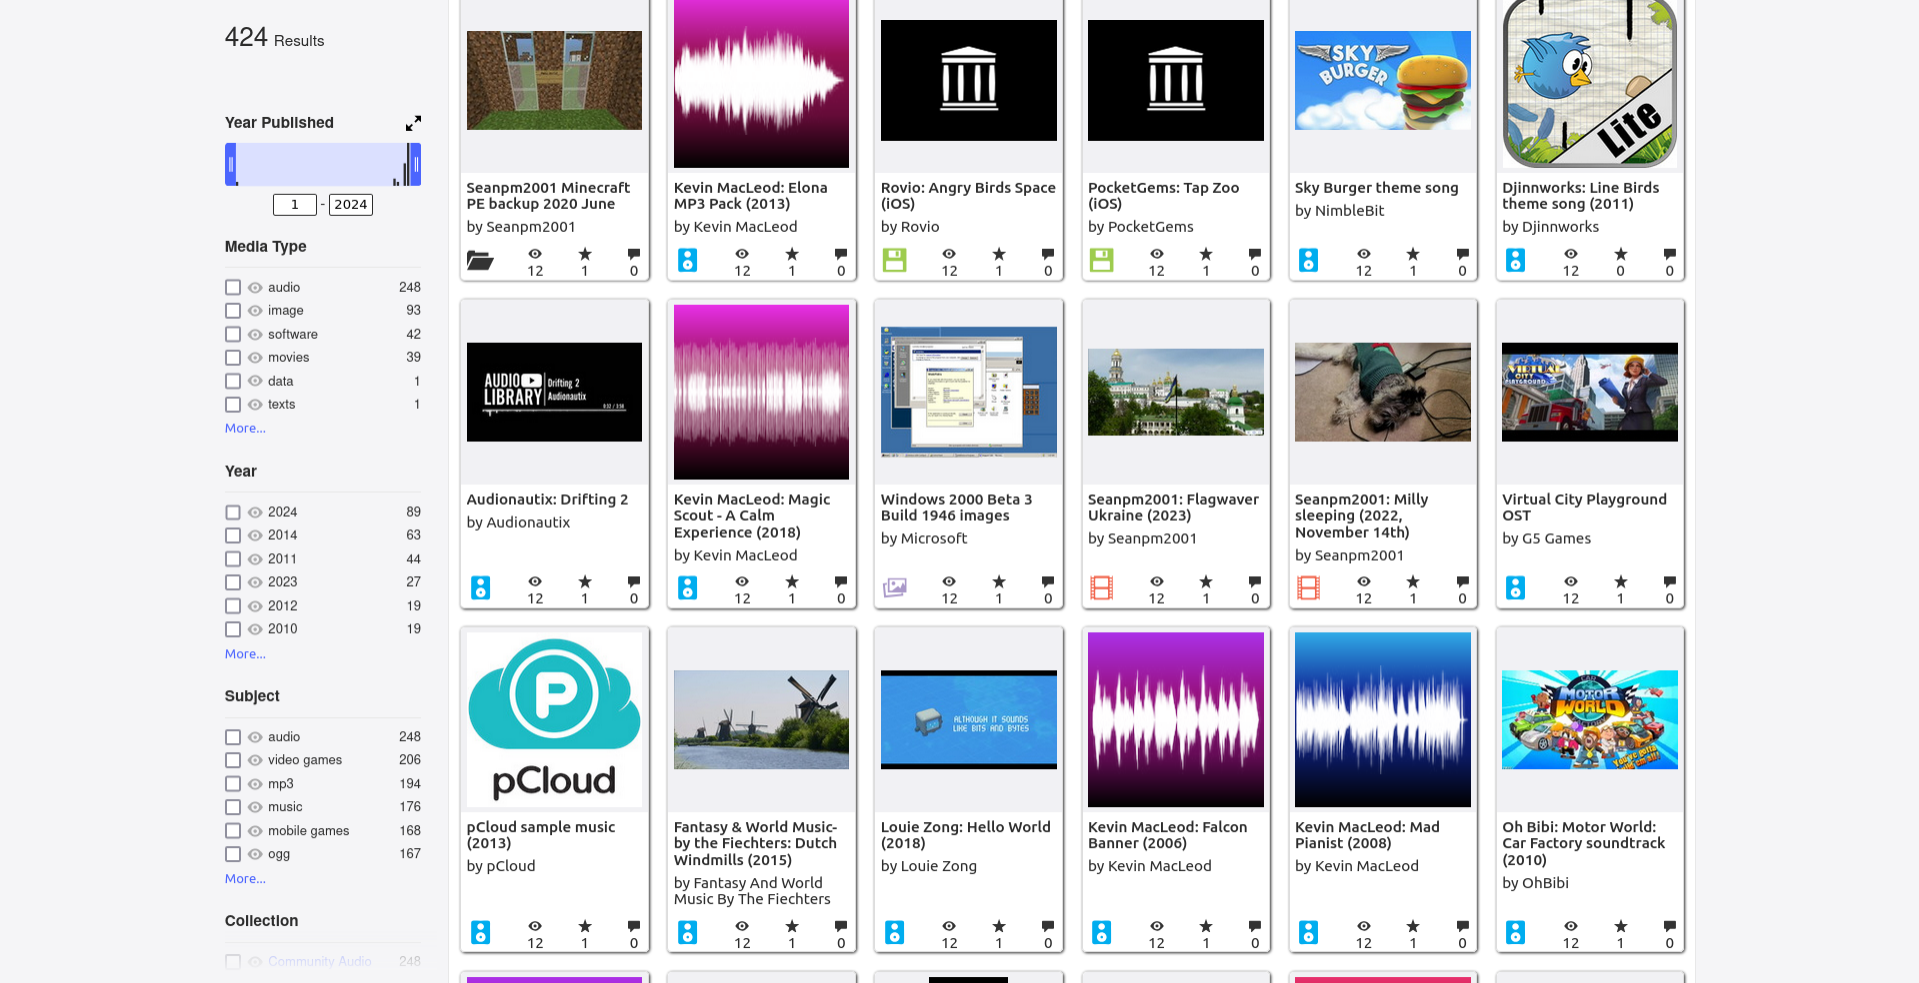 424 Results
Year Published
1 - 2024
Media Type
audio 248
image 93
software 42
movies 39
data 1
texts 1
More...
Year
2024 89
2014 63
2011 44
2023 27
2012 19
2010 19
More...
Subject
audio 248
video games 206
mp3 194
music 176
mobile games 168
ogg 167
More...
Collection
Community Audio 248
Seanpm2001 Minecraft
PE backup 2020 June
by Seanpm2001
12 1 0
Kevin MacLeod: Elona
MP3 Pack (2013)
by Kevin MacLeod
12 1 0
Rovio: Angry Birds Space
(iOS)
by Rovio
12 1 0
PocketGems: Tap Zoo
(iOS)
by PocketGems
12 1 0
SKY
BURGER
Sky Burger theme song
by NimbleBit
12 1 0
Lite
Djinnworks: Line Birds
theme song (2011)
by Djinnworks
12 0 0
AUDIO
LIBRARY
Drifting 2
Audionautix
Audionautix: Drifting 2
by Audionautix
12 1 0
Kevin MacLeod: Magic
Scout - A Calm
Experience (2018)
by Kevin MacLeod
12 1 0
Windows 2000 Beta 3
Build 1946 images
by Microsoft
12 1 0
Seanpm2001: Flagwaver
Ukraine (2023)
by Seanpm2001
12 1 0
Seanpm2001: Milly
sleeping (2022,
November 14th)
by Seanpm2001
12 1 0
VIRTUAL
CITY
PLAYGROUND
Virtual City Playground
OST
by G5 Games
12 1 0
P
pCloud
pCloud sample music
(2013)
by pCloud
12 1 0
Fantasy & World Music-
by the Fiechters: Dutch
Windmills (2015)
by Fantasy And World
Music By The Fiechters
12 1 0
ALTHOUGH IT SOUNDS
LIKE BITS AND BYTES
Louie Zong: Hello World
(2018)
by Louie Zong
12 1 0
Kevin MacLeod: Falcon
Banner (2006)
by Kevin MacLeod
12 1 0
Kevin MacLeod: Mad
Pianist (2008)
by Kevin MacLeod
12 1 0
CAR
MOTOR
WORLD
You've gotta
Oh Bibi: Motor World:
Car Factory soundtrack
(2010)
by OhBibi
12 1 0